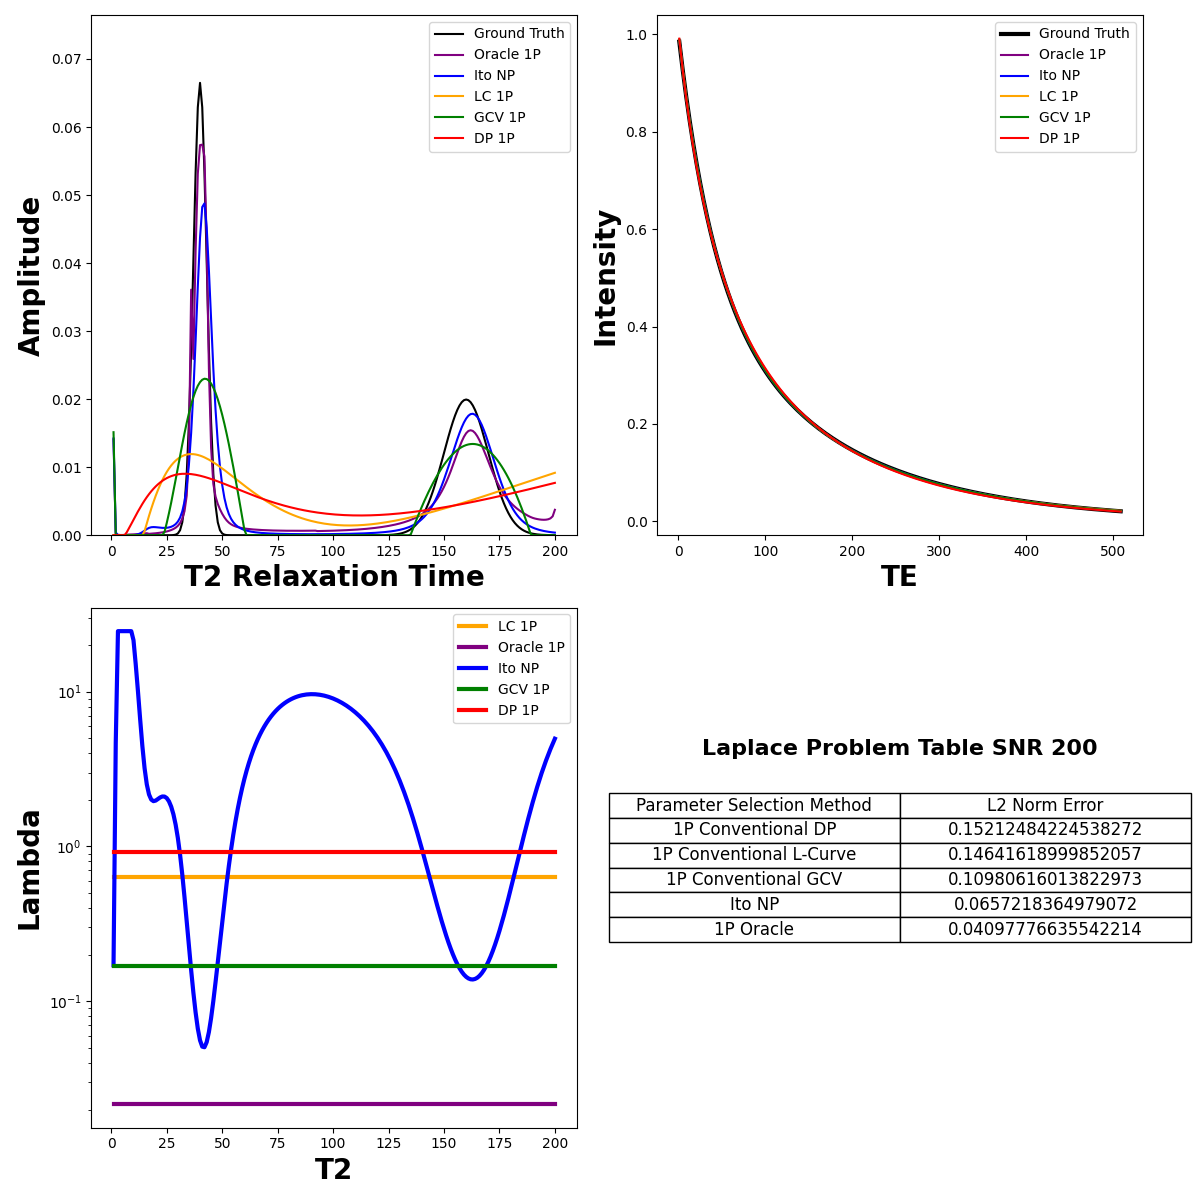 Ground Truth
Oracle 1P
Ito NP
LC 1P
GCV 1P
DP 1P
0.07
0.06
0.05
0.04
0.03
0.02
0.01
0.00
0 25 50 75 100 125 150 175 200
Amplitude
T2 Relaxation Time
Ground Truth
Oracle 1P
Ito NP
LC 1P
GCV 1P
DP 1P
1.0
0.8
0.6
0.4
0.2
0.0
0 100 200 300 400 500
Intensity
TE
LC 1P
Oracle 1P
Ito NP
GCV 1P
DP 1P
10¹
10⁰
10⁻¹
0 25 50 75 100 125 150 175 200
Lambda
T2
Laplace Problem Table SNR 200
Parameter Selection Method L2 Norm Error
1P Conventional DP 0.15212484224538272
1P Conventional L-Curve 0.14641618999852057
1P Conventional GCV 0.10980616013822973
Ito NP 0.0657218364979072
1P Oracle 0.04097776635542214